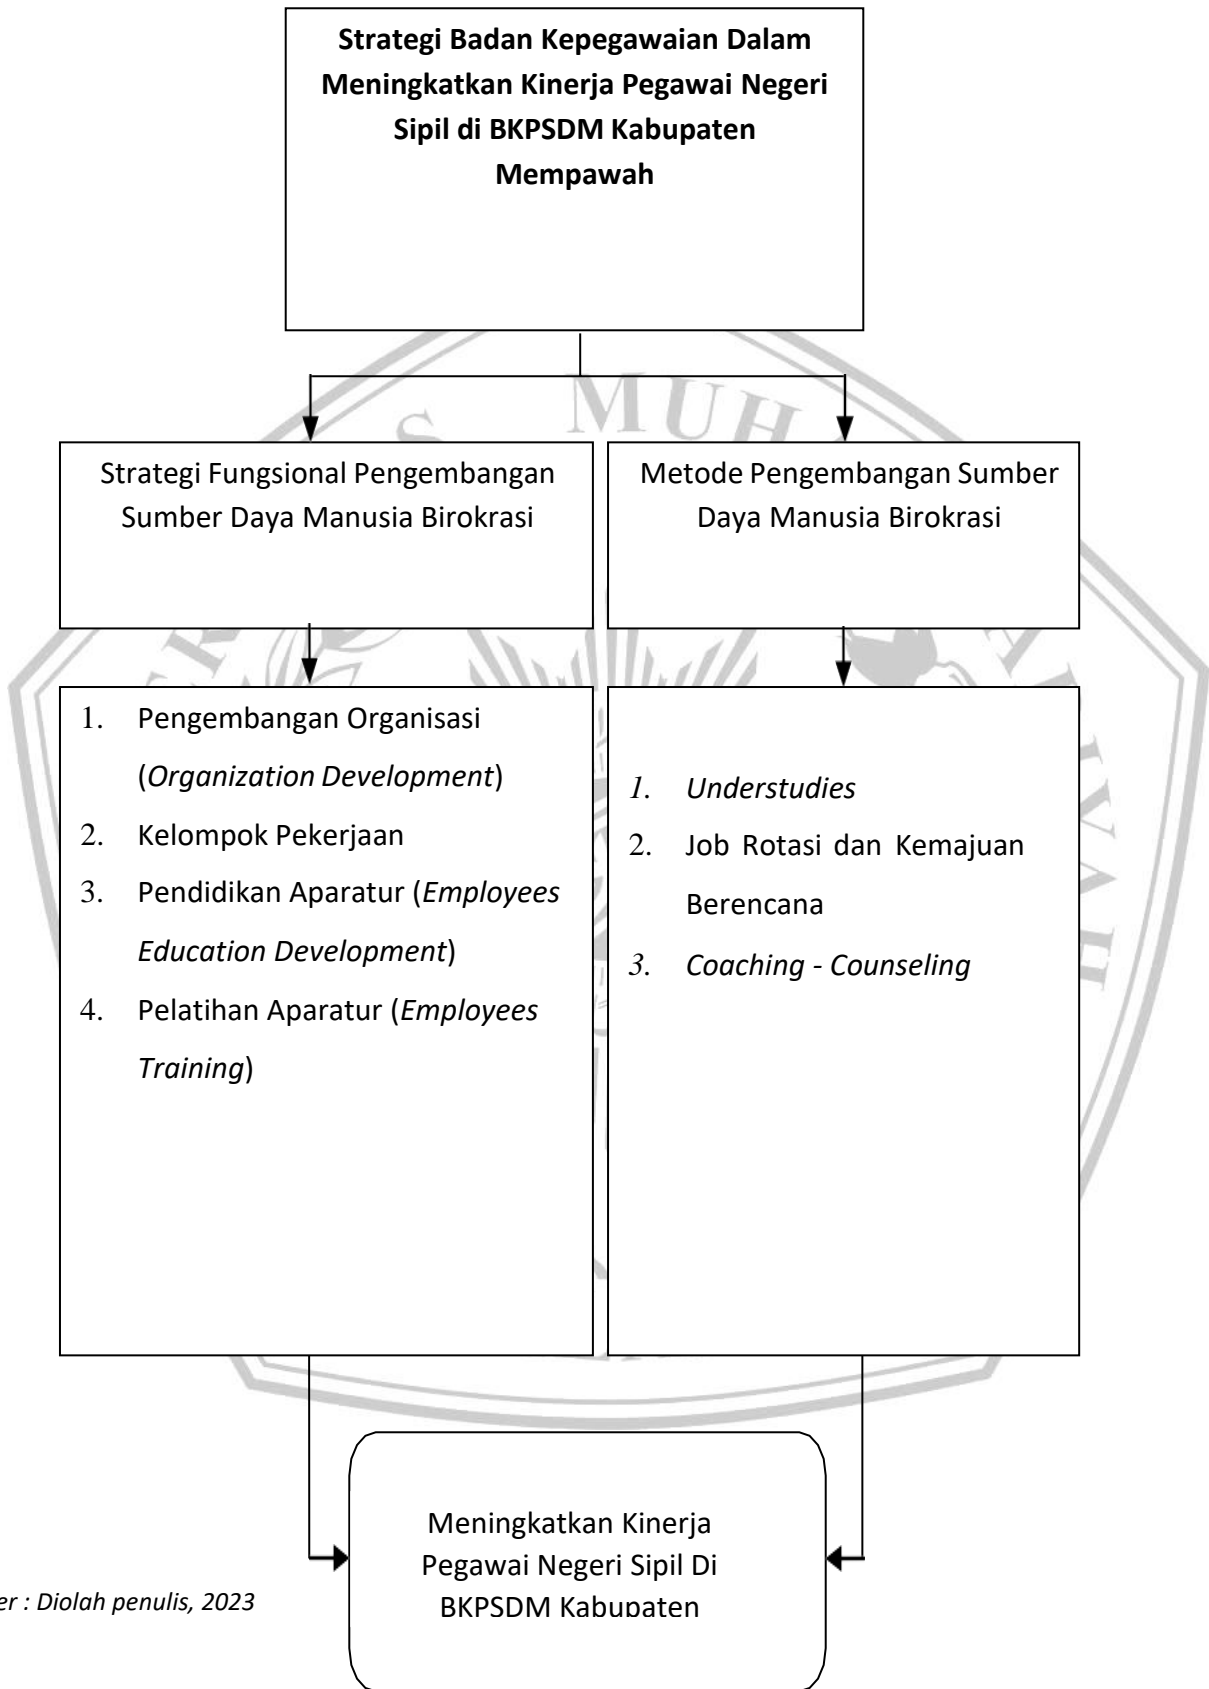 Strategi Badan Kepegawaian Dalam
Meningkatkan Kinerja Pegawai Negeri
Sipil di BKPSDM Kabupaten
Mempawah
MUH
Strategi Fungsional Pengembangan
Sumber Daya Manusia Birokrasi
Metode Pengembangan Sumber
Daya Manusia Birokrasi
1. Pengembangan Organisasi
(Organization Development)
2. Kelompok Pekerjaan
3. Pendidikan Aparatur (Employees
Education Development)
4. Pelatihan Aparatur (Employees
Training)
1. Understudies
2. Job Rotasi dan Kemajuan
Berencana
3. Coaching - Counseling
Meningkatkan Kinerja
Pegawai Negeri Sipil Di
BKPSDM Kabupaten
er : Diolah penulis, 2023